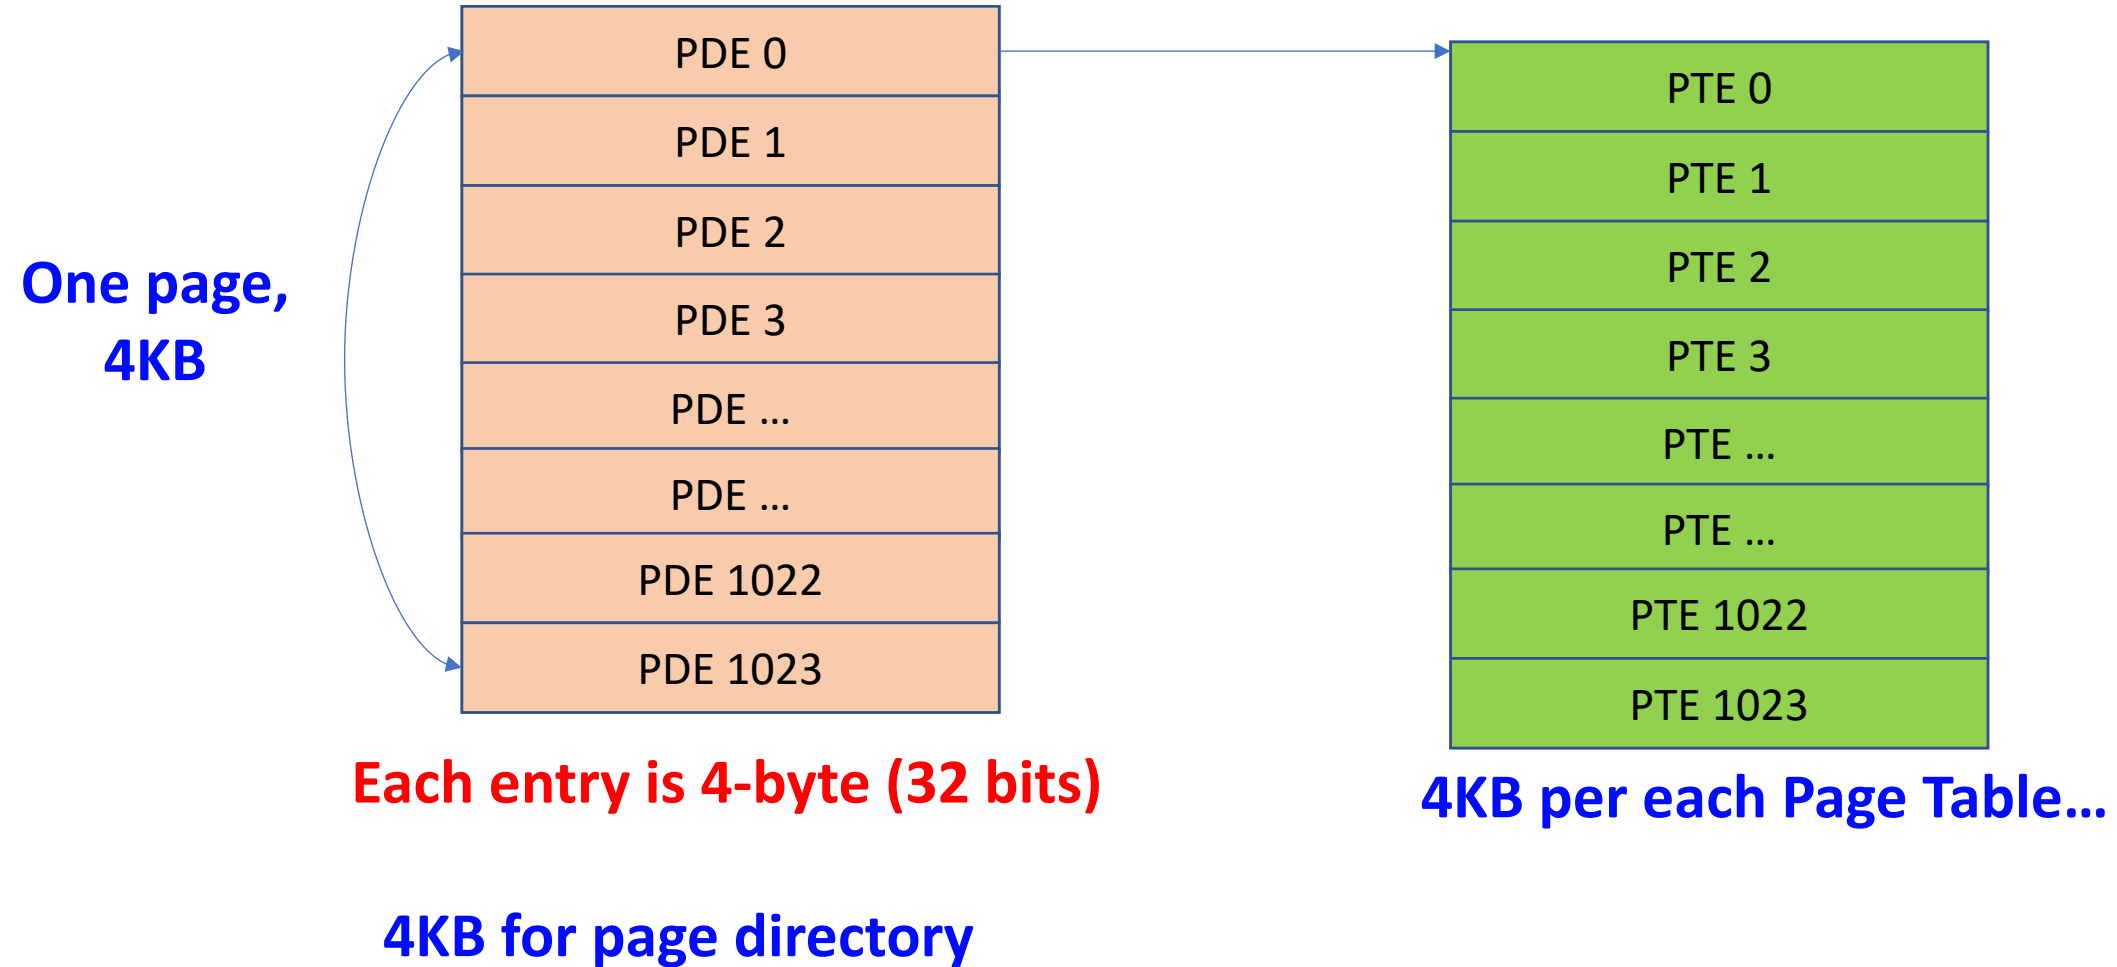 PDE 0
PDE 1
PDE 2
PDE 3
PDE ...
PDE ...
PDE 1022
PDE 1023
One page,
4KB
Each entry is 4-byte (32 bits)
4KB for page directory
PTE 0
PTE 1
PTE 2
PTE 3
PTE ...
PTE ...
PTE 1022
PTE 1023
4KB per each Page Table...